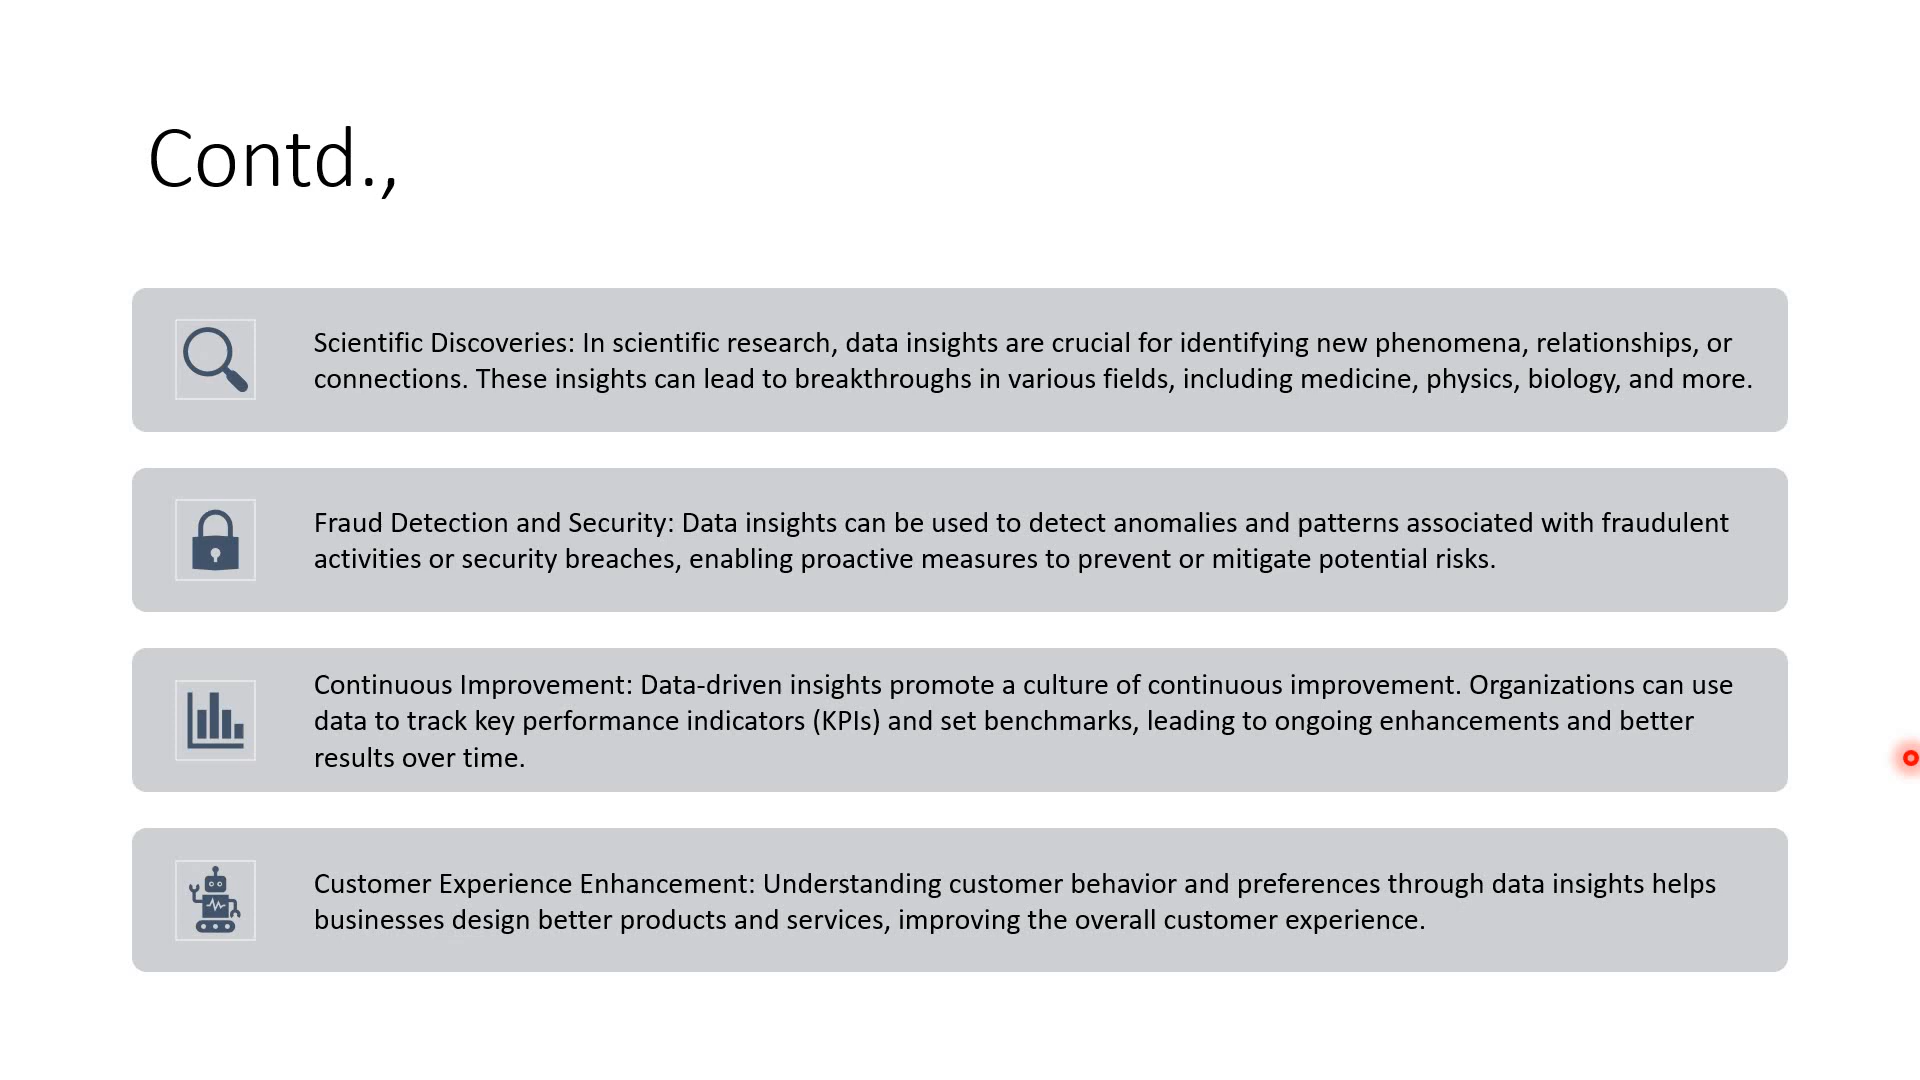 Contd.,
Scientific Discoveries: In scientific research, data insights are crucial for identifying new phenomena, relationships, or
connections. These insights can lead to breakthroughs in various fields, including medicine, physics, biology, and more.
Fraud Detection and Security: Data insights can be used to detect anomalies and patterns associated with fraudulent
activities or security breaches, enabling proactive measures to prevent or mitigate potential risks.
Continuous Improvement: Data-driven insights promote a culture of continuous improvement. Organizations can use
data to track key performance indicators (KPIs) and set benchmarks, leading to ongoing enhancements and better
results over time.
Customer Experience Enhancement: Understanding customer behavior and preferences through data insights helps
businesses design better products and services, improving the overall customer experience.